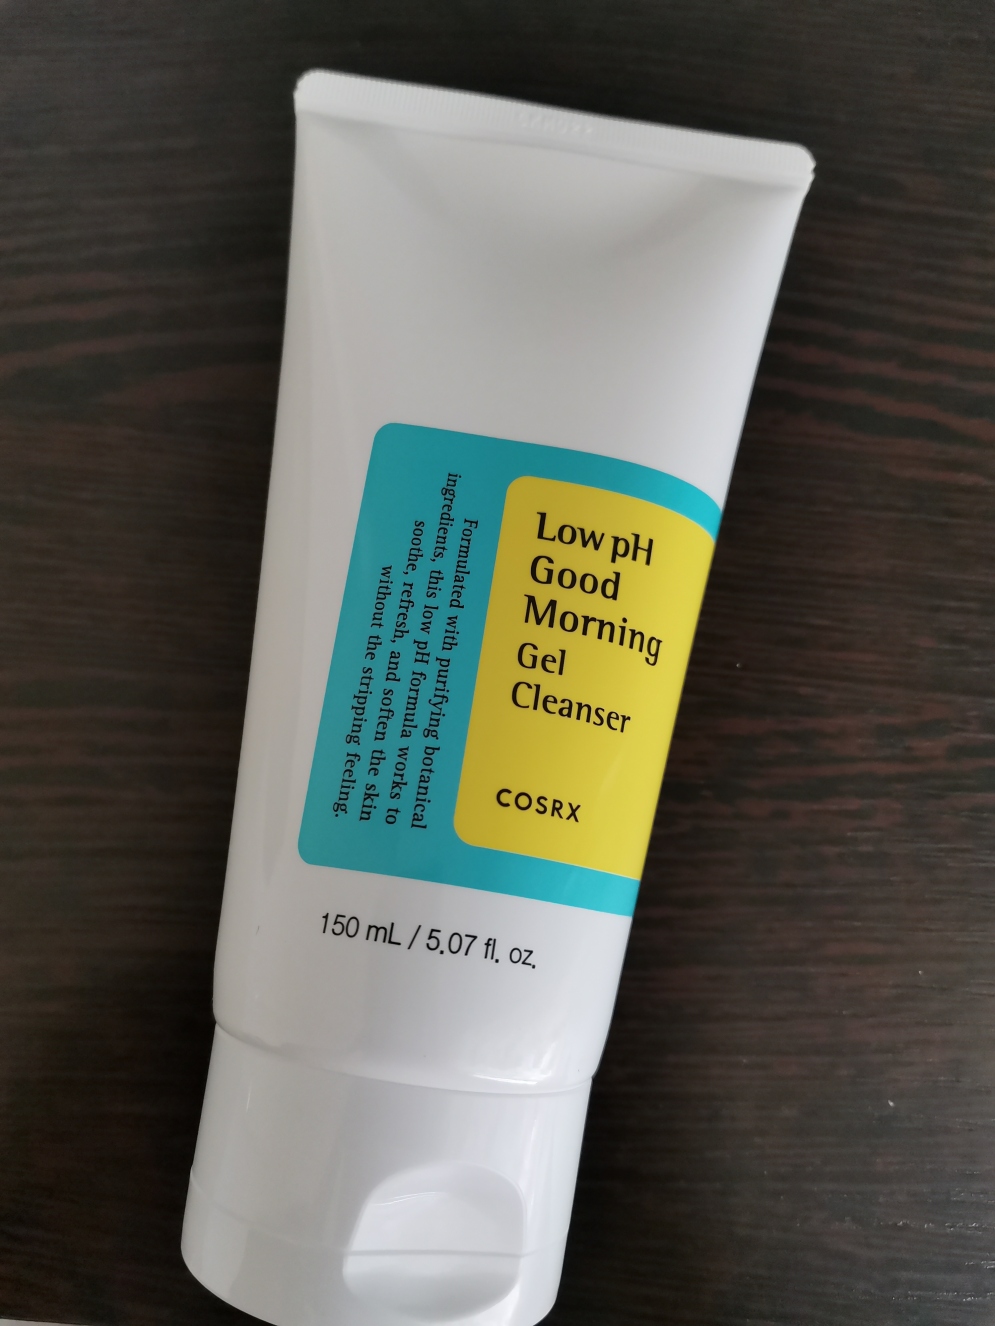 Low pH
Good
Morning
Gel
Cleanser
COSRX
Formulated with purifying botanical
ingredients, this low pH formula works to
soothe, refresh, and soften the skin
without the stripping feeling.
150 mL / 5.07 fl. oz.